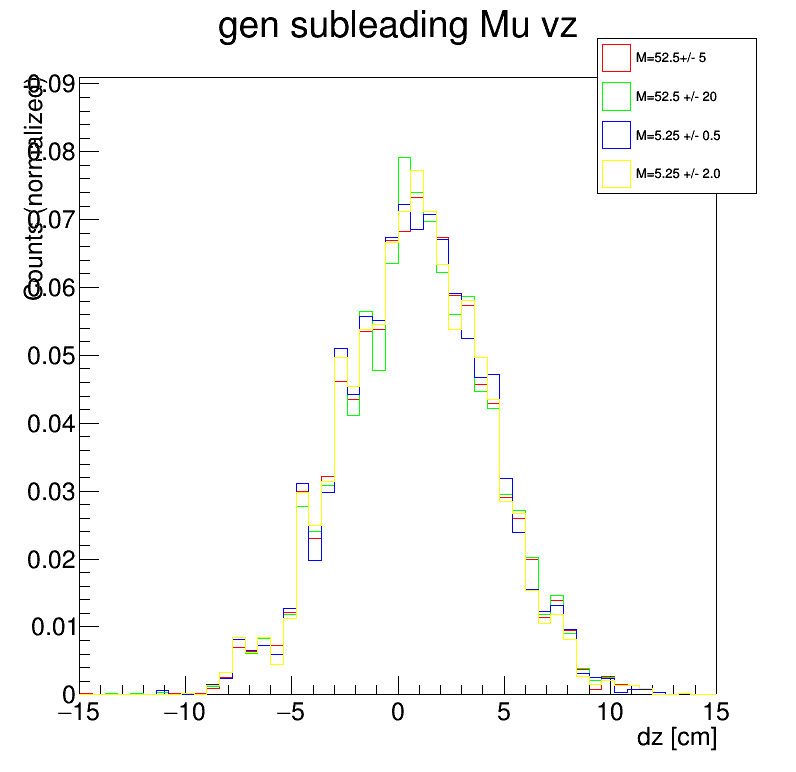 gen subleading Mu vz
M=52.5+/- 5
M=52.5 +/- 20
M=5.25 +/- 0.5
M=5.25 +/- 2.0
Counts (normalized)
0.09
0.08
0.07
0.06
0.05
0.04
0.03
0.02
0.01
0
−15 −10 −5 0 5 10 15
dz [cm]